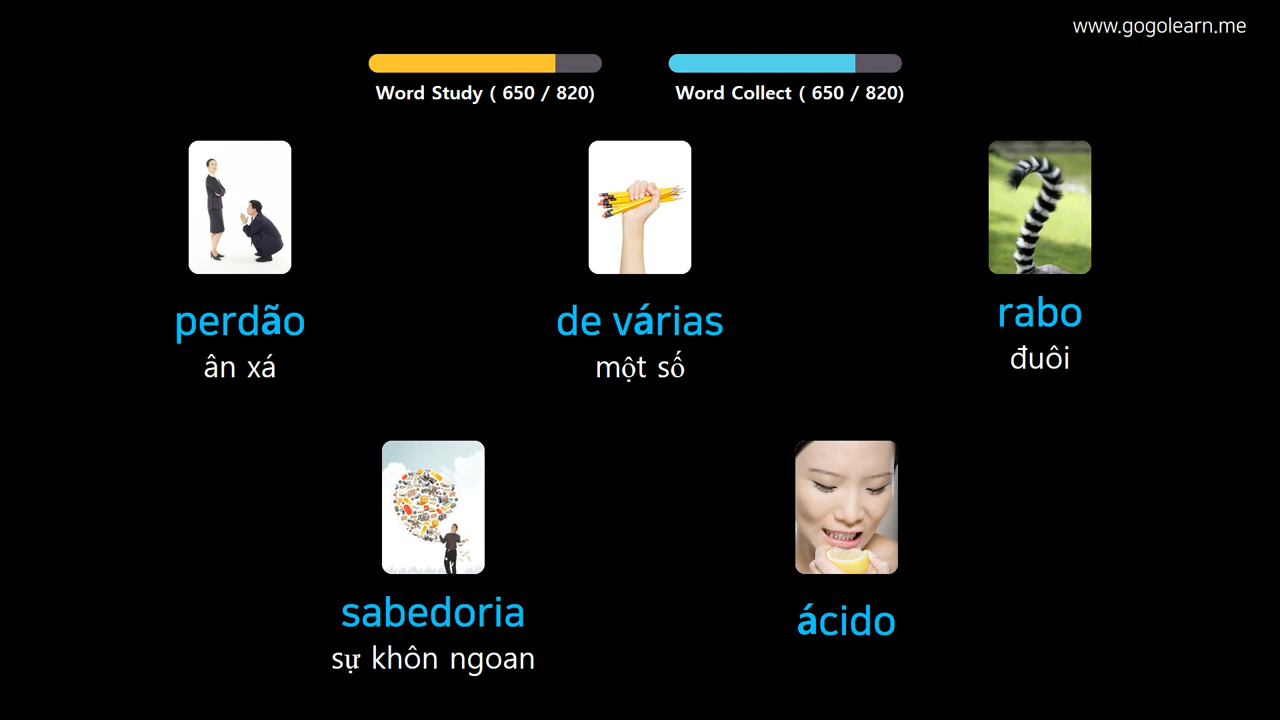 www.gogolearn.me
Word Study ( 650 / 820)
Word Collect ( 650 / 820)
perdão
ân xá
de várias
một số
rabo
đuôi
sabedoria
sự khôn ngoan
ácido